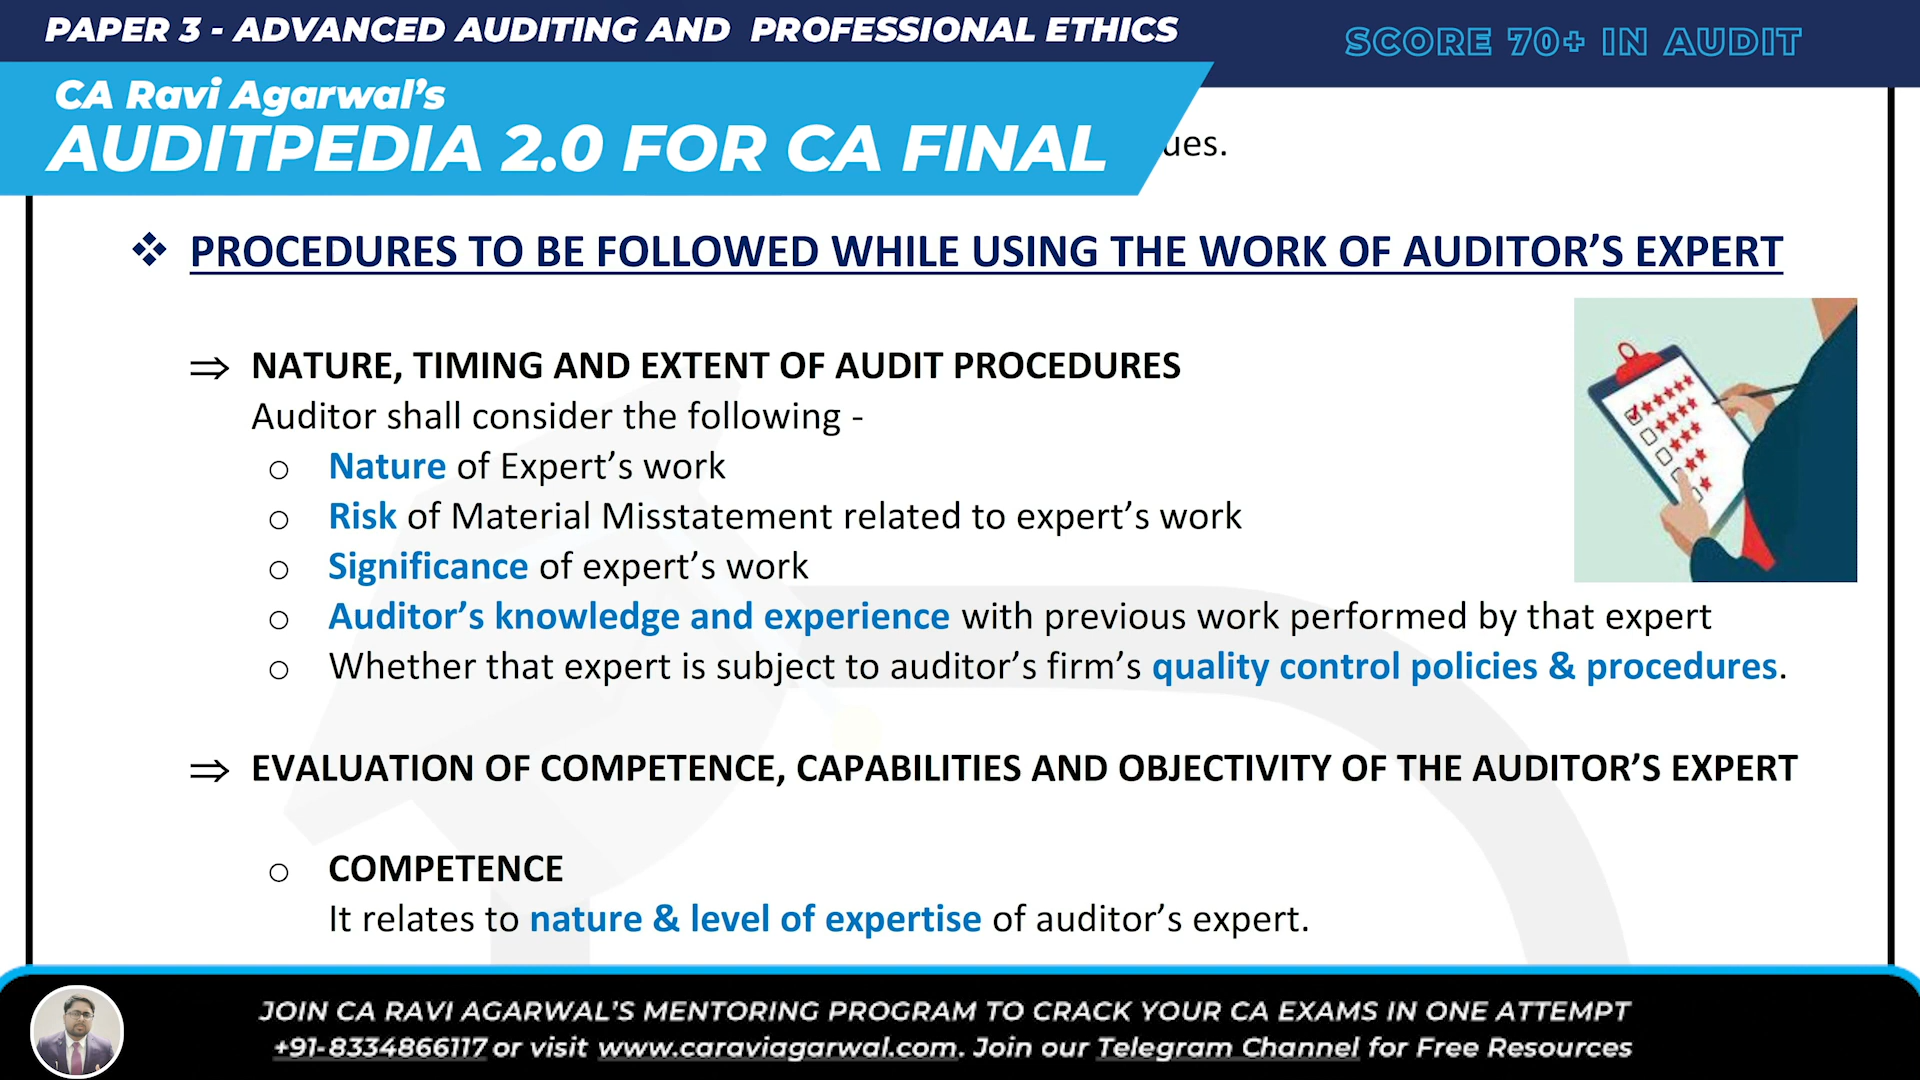 PAPER 3 - ADVANCED AUDITING AND PROFESSIONAL ETHICS
SCORE 70+ IN AUDIT
CA Ravi Agarwal's
AUDITPEDIA 2.0 FOR CA FINAL
❖ PROCEDURES TO BE FOLLOWED WHILE USING THE WORK OF AUDITOR'S EXPERT
⇒ NATURE, TIMING AND EXTENT OF AUDIT PROCEDURES
Auditor shall consider the following -
o Nature of Expert's work
o Risk of Material Misstatement related to expert's work
o Significance of expert's work
o Auditor's knowledge and experience with previous work performed by that expert
o Whether that expert is subject to auditor's firm's quality control policies & procedures.
⇒ EVALUATION OF COMPETENCE, CAPABILITIES AND OBJECTIVITY OF THE AUDITOR'S EXPERT
o COMPETENCE
It relates to nature & level of expertise of auditor's expert.
JOIN CA RAVI AGARWAL'S MENTORING PROGRAM TO CRACK YOUR CA EXAMS IN ONE ATTEMPT
+91-8334866117 or visit www.caraviagarwal.com. Join our Telegram Channel for Free Resources